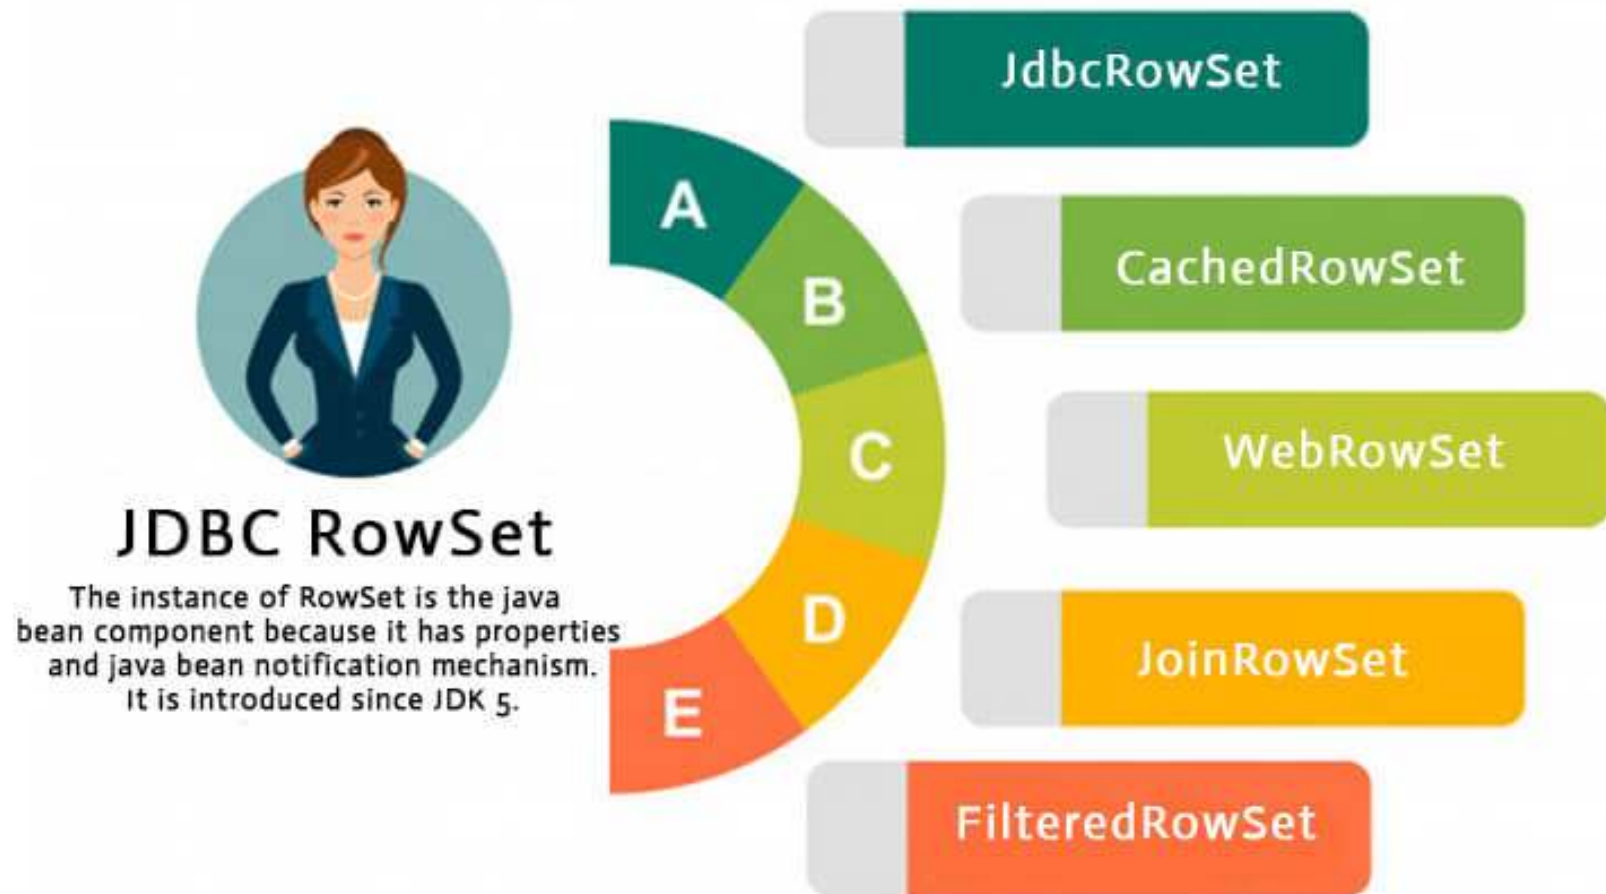 JDBC RowSet
The instance of RowSet is the java
bean component because it has properties
and java bean notification mechanism.
It is introduced since JDK 5.
A
JdbcRowSet
B
CachedRowSet
C
WebRowSet
D
JoinRowSet
E
FilteredRowSet